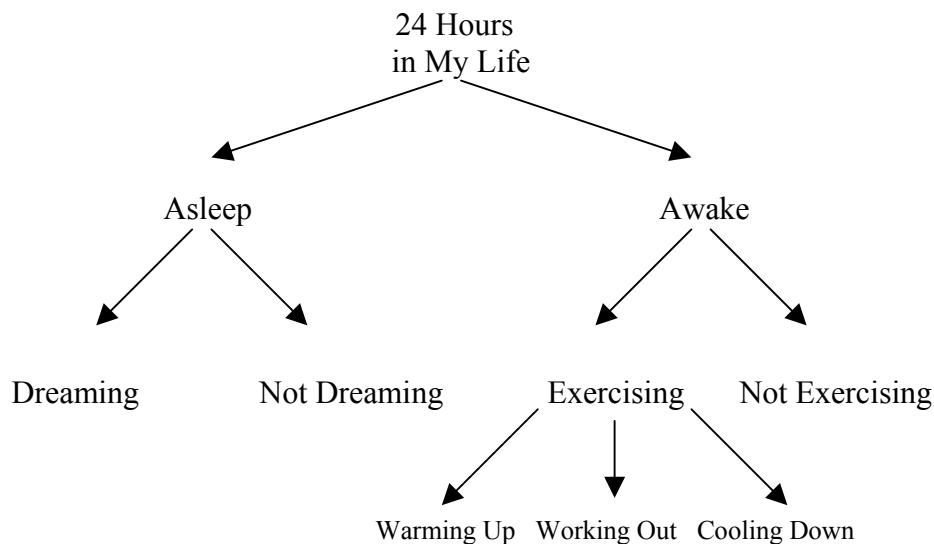 24 Hours
in My Life
Asleep Awake
Dreaming Not Dreaming Exercising Not Exercising
Warming Up Working Out Cooling Down